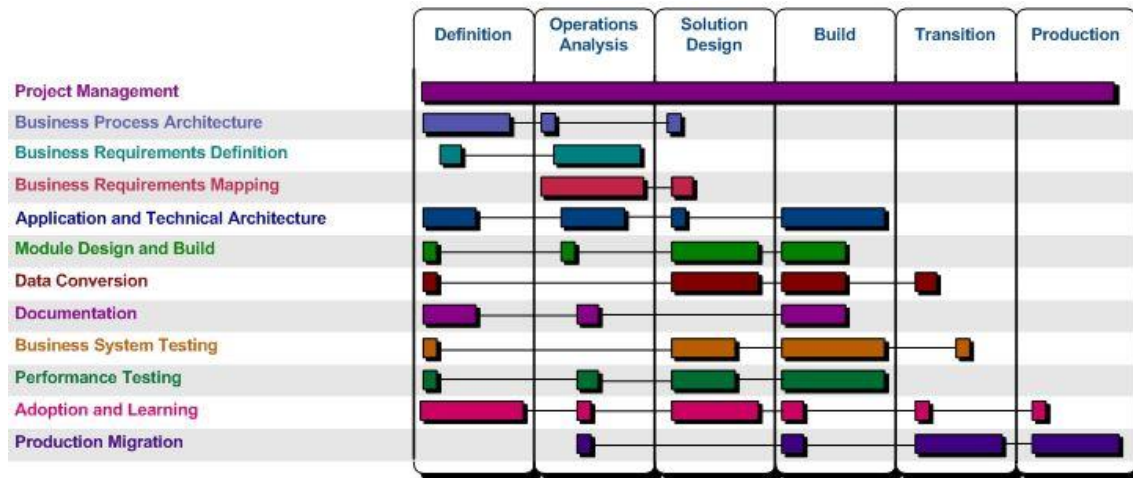 Definition
Operations
Analysis
Solution
Design
Build
Transition
Production
Project Management
Business Process Architecture
Business Requirements Definition
Business Requirements Mapping
Application and Technical Architecture
Module Design and Build
Data Conversion
Documentation
Business System Testing
Performance Testing
Adoption and Learning
Production Migration